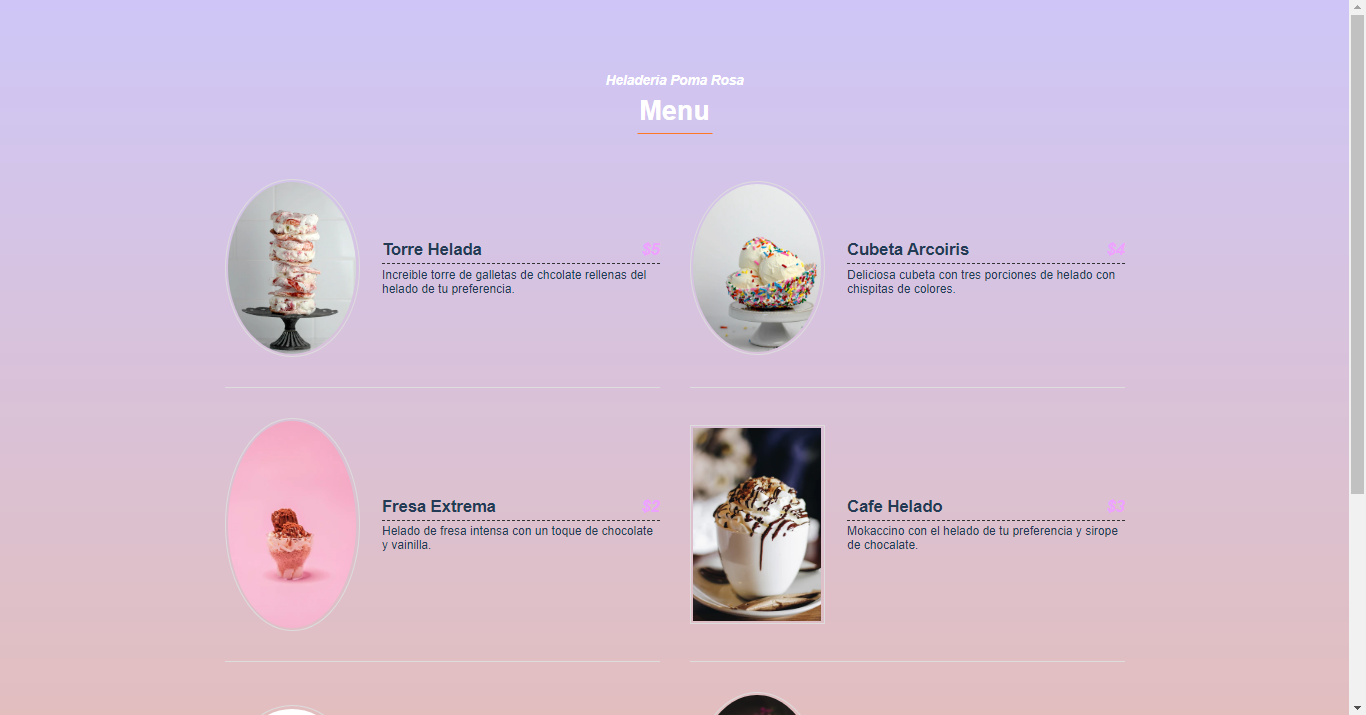 Heladeria Poma Rosa
Menu
Torre Helada $5
Increible torre de galletas de chcolate rellenas del
helado de tu preferencia.
Cubeta Arcoiris $4
Deliciosa cubeta con tres porciones de helado con
chispitas de colores.
Fresa Extrema $2
Helado de fresa intensa con un toque de chocolate
y vainilla.
Cafe Helado $3
Mokaccino con el helado de tu preferencia y sirope
de chocalate.